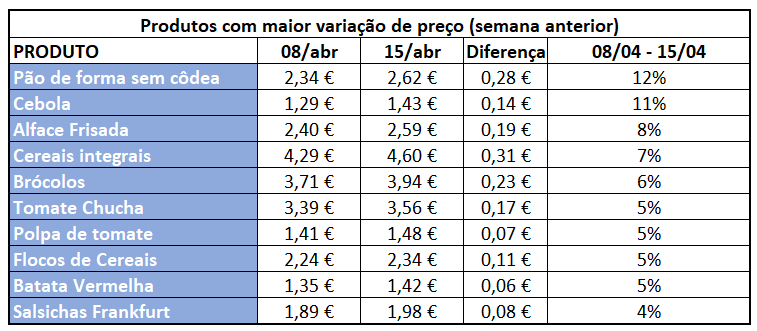 Produtos com maior variação de preço (semana anterior)
PRODUTO 08/abr 15/abr Diferença 08/04 - 15/04
Pão de forma sem côdea 2,34 € 2,62 € 0,28 € 12%
Cebola 1,29 € 1,43 € 0,14 € 11%
Alface Frisada 2,40 € 2,59 € 0,19 € 8%
Cereais integrais 4,29 € 4,60 € 0,31 € 7%
Brócolos 3,71 € 3,94 € 0,23 € 6%
Tomate Chucha 3,39 € 3,56 € 0,17 € 5%
Polpa de tomate 1,41 € 1,48 € 0,07 € 5%
Flocos de Cereais 2,24 € 2,34 € 0,11 € 5%
Batata Vermelha 1,35 € 1,42 € 0,06 € 5%
Salsichas Frankfurt 1,89 € 1,98 € 0,08 € 4%